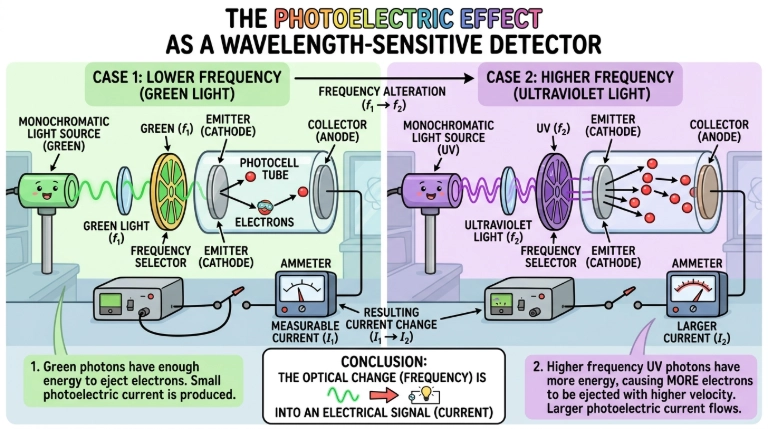 THE PHOTOELECTRIC EFFECT
AS A WAVELENGTH-SENSITIVE DETECTOR
CASE 1: LOWER FREQUENCY
(GREEN LIGHT)
FREQUENCY ALTERATION
(f₁ → f₂)
CASE 2: HIGHER FREQUENCY
(ULTRAVIOLET LIGHT)
MONOCHROMATIC
LIGHT SOURCE
(GREEN)
GREEN (f₁)
EMITTER
(CATHODE)
COLLECTOR
(ANODE)
PHOTOCELL
TUBE
ELECTRONS
GREEN LIGHT
(f₁)
FREQUENCY
SELECTOR
EMITTER
(CATHODE)
AMMETER
MEASURABLE
CURRENT (I₁)
RESULTING
CURRENT CHANGE
(I₁ → I₂)
MONOCHROMATIC
LIGHT SOURCE
(UV)
UV (f₂)
EMITTER
(CATHODE)
COLLECTOR
(ANODE)
ULTRAVIOLET
LIGHT (f₂)
FREQUENCY
SELECTOR
EMITTER
(CATHODE)
AMMETER
LARGER
CURRENT (I₂)
1. Green photons have enough
energy to eject electrons. Small
photoelectric current is produced.
CONCLUSION:
THE OPTICAL CHANGE (FREQUENCY) IS
INTO AN ELECTRICAL SIGNAL (CURRENT)
2. Higher frequency UV photons have
more energy, causing MORE electrons
to be ejected with higher velocity.
Larger photoelectric current flows.